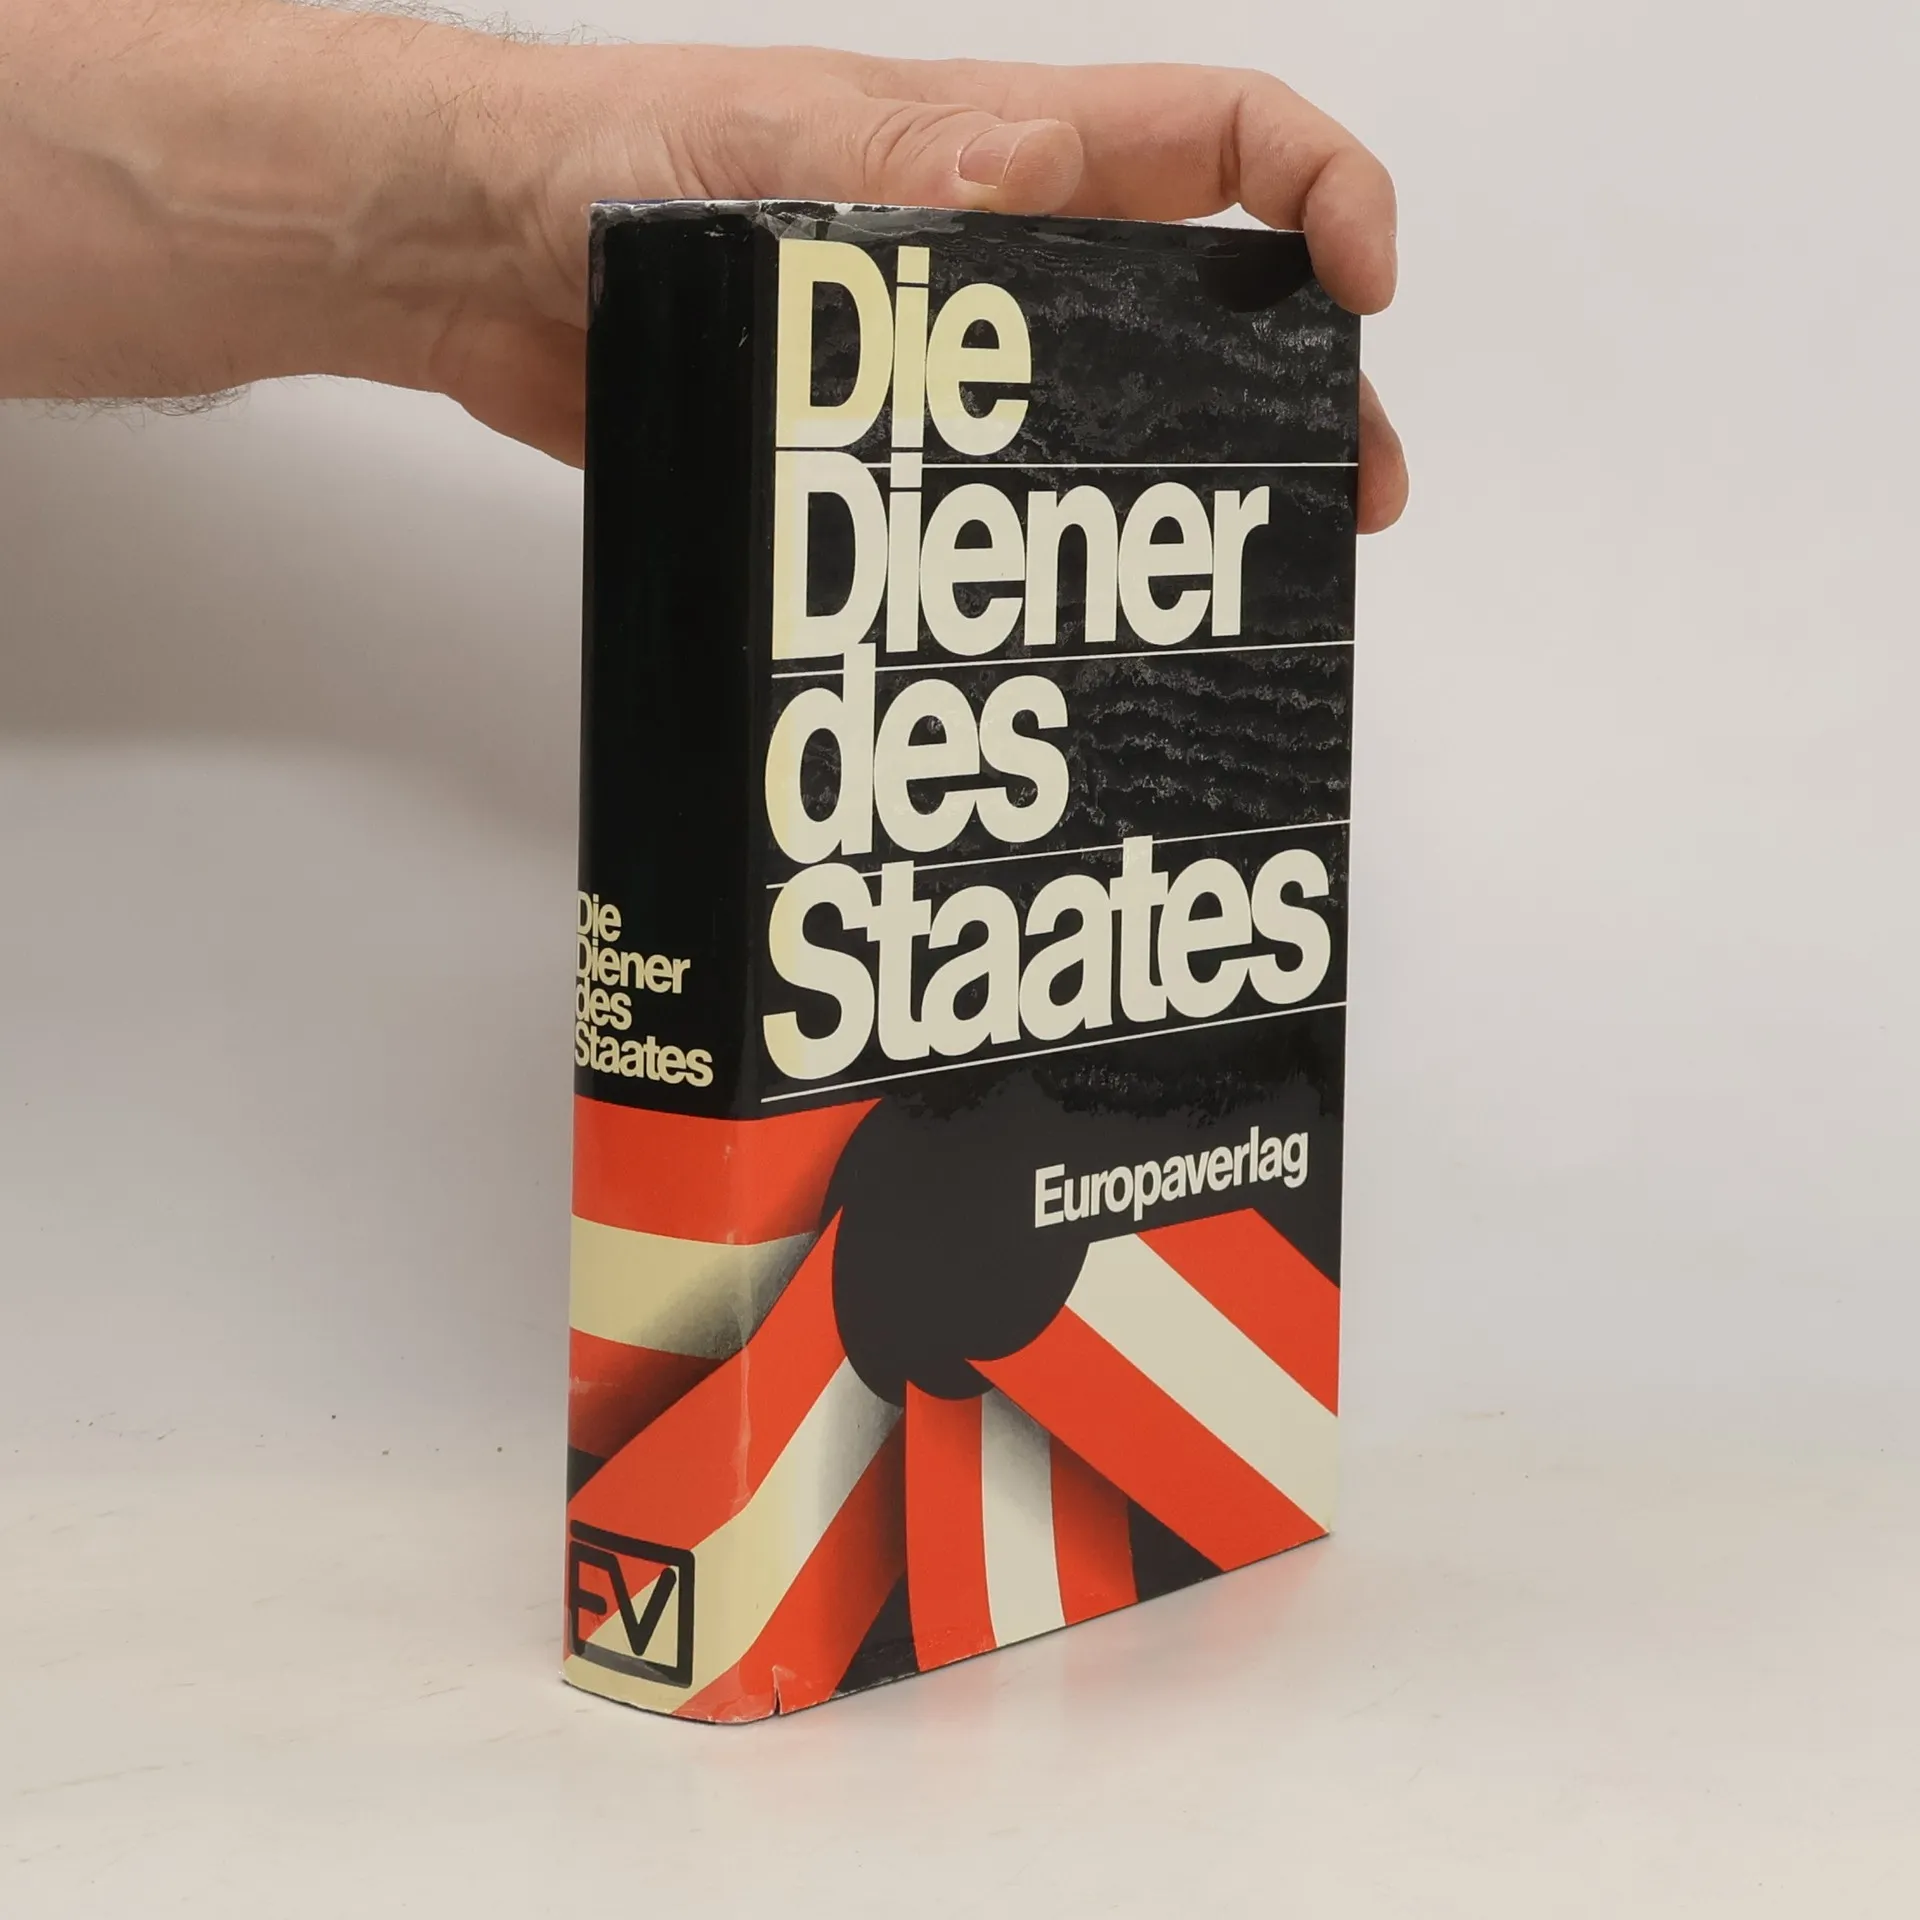 Die
Diener
des
Staates
Europaverlag
Die
Diener
des
Staates
EV